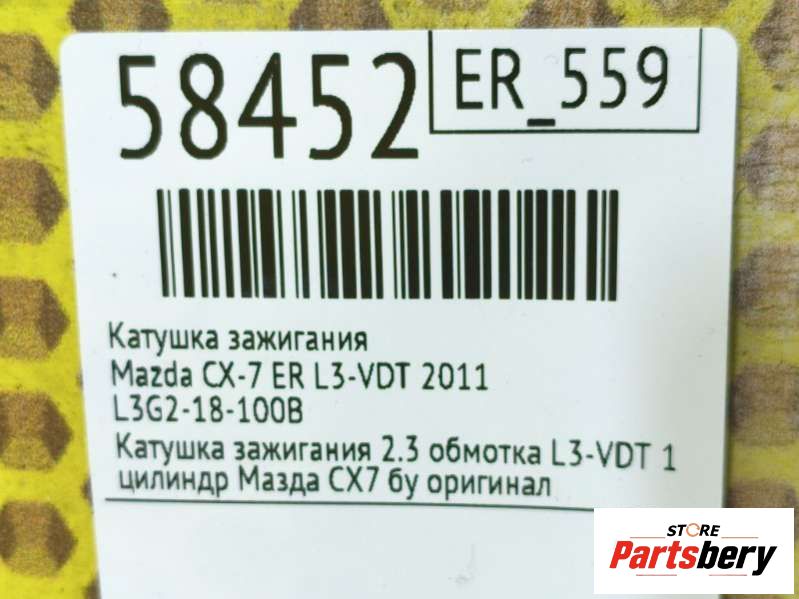 58452
ER_559
Катушка зажигания
Mazda CX-7 ER L3-VDT 2011
L3G2-18-100B
Катушка зажигания 2.3 обмотка L3-VDT 1
цилиндр Мазда CX7 бу оригинал
STORE
Partsbery